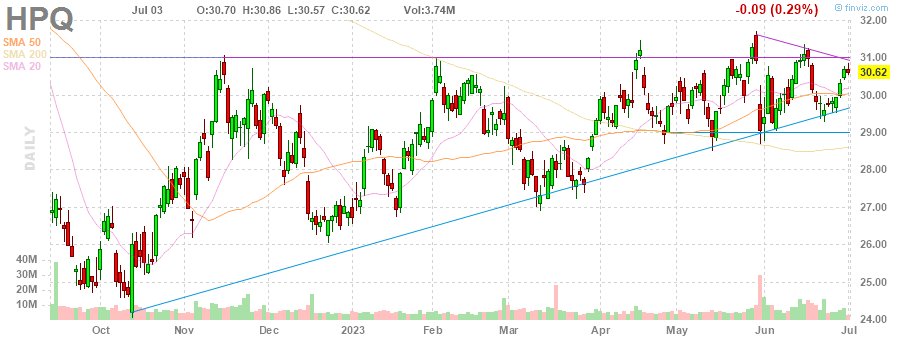 HPQ Jul 03 O:30.70 H:30.86 L:30.57 C:30.62 Vol:3.74M -0.09 (0.29%) finviz.com
SMA 50
SMA 200
SMA 20
DAILY
32.00
31.00
30.62
30.00
29.00
28.00
27.00
26.00
25.00
24.00
40M
30M
20M
10M
Oct Nov Dec 2023 Feb Mar Apr May Jun Jul